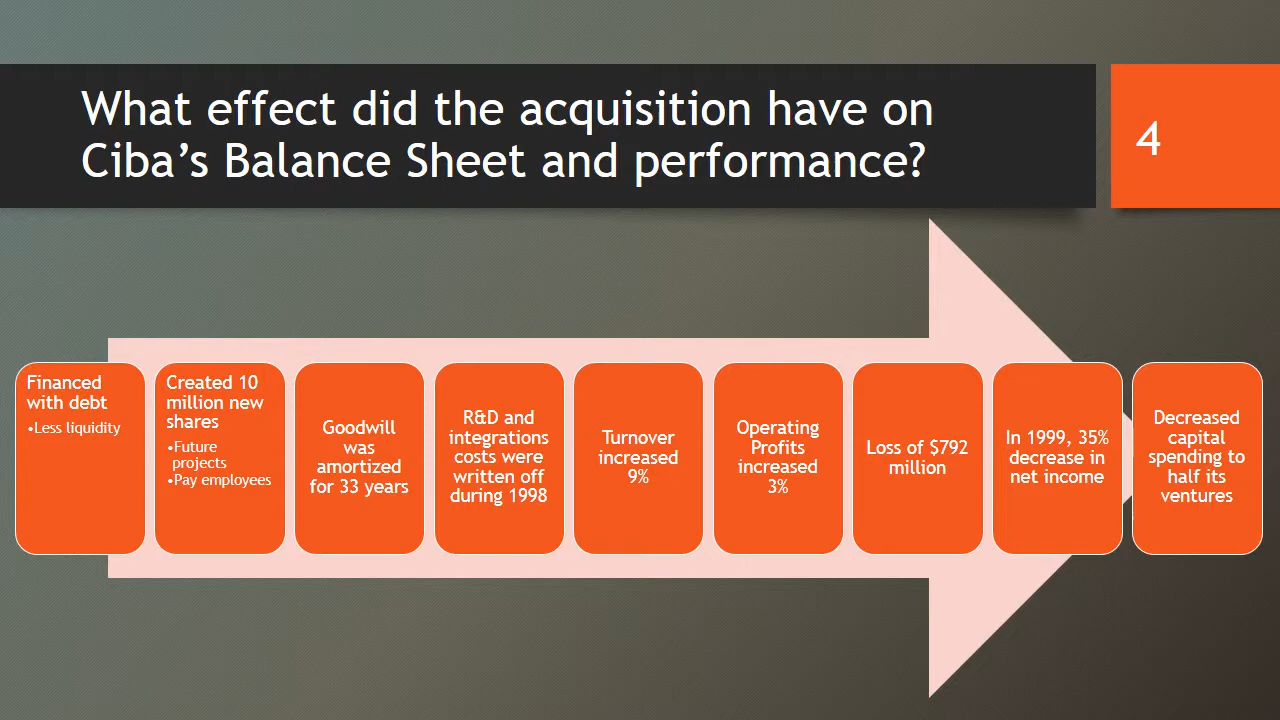 What effect did the acquisition have on
Ciba’s Balance Sheet and performance?
4
Financed
with debt
•Less liquidity
Created 10
million new
shares
•Future
projects
•Pay employees
Goodwill
was
amortized
for 33 years
R&D and
integrations
costs were
written off
during 1998
Turnover
increased
9%
Operating
Profits
increased
3%
Loss of $792
million
In 1999, 35%
decrease in
net income
Decreased
capital
spending to
half its
ventures